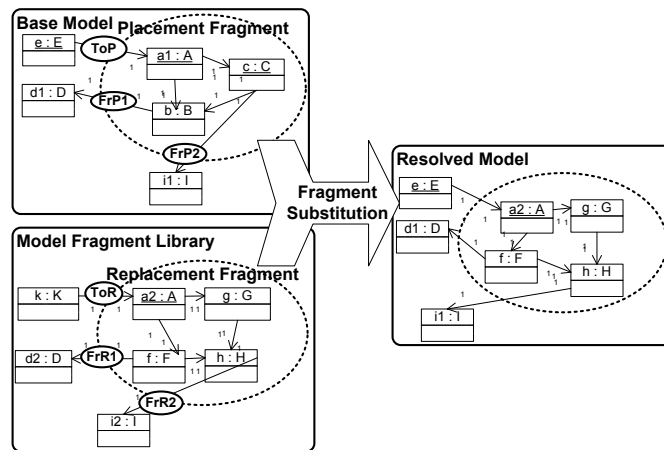 Base Model
Placement Fragment
e : E
ToP
a1 : A
c : C
d1 : D
FrP1
b : B
FrP2
i1 : I
Fragment
Substitution
Model Fragment Library
Replacement Fragment
k : K
ToR
a2 : A
g : G
d2 : D
FrR1
f : F
h : H
FrR2
i2 : I
Resolved Model
e : E
a2 : A
g : G
d1 : D
f : F
h : H
i1 : I